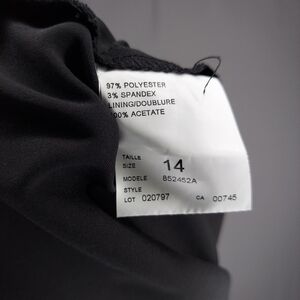 97% POLYESTER
3% SPANDEX
LINING/DOUBLURE
100% ACETATE
TAILLE
SIZE 14
MODELE 852452A
STYLE
LOT 020797 CA 00745